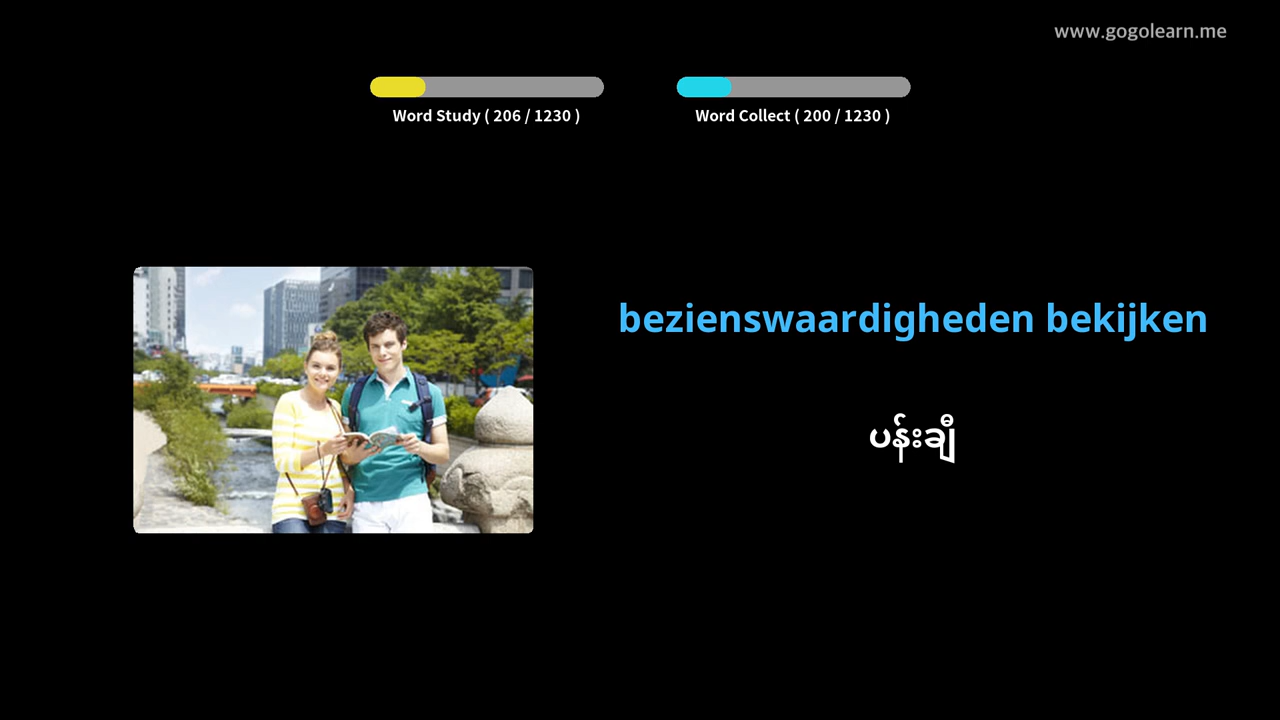 www.gogolearn.me
Word Study ( 206 / 1230 )
Word Collect ( 200 / 1230 )
bezienswaardigheden bekijken
ပန်းချီ